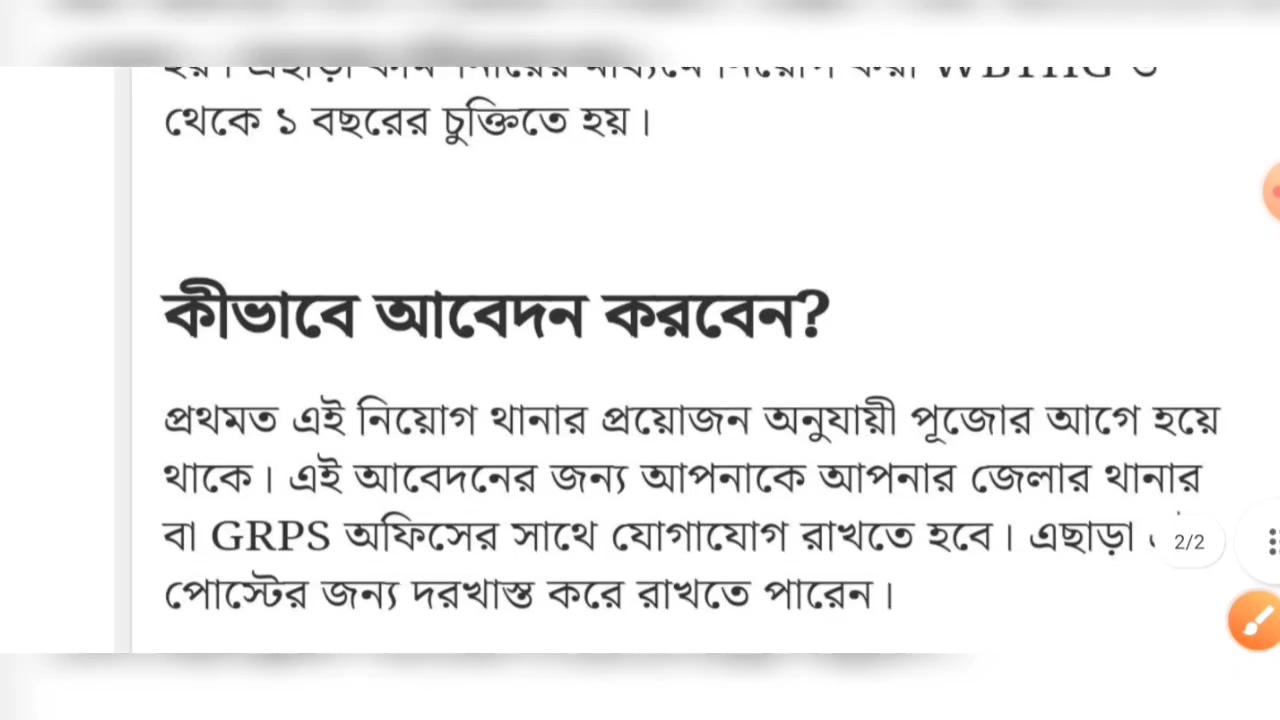 থেকে ১ বছরের চুক্তিতে হয়।
কীভাবে আবেদন করবেন?
প্রথমত এই নিয়োগ থানার প্রয়োজন অনুযায়ী পূজোর আগে হয়ে
থাকে। এই আবেদনের জন্য আপনাকে আপনার জেলার থানার
বা GRPS অফিসের সাথে যোগাযোগ রাখতে হবে। এছাড়া
2/2
পোস্টের জন্য দরখাস্ত করে রাখতে পারেন।